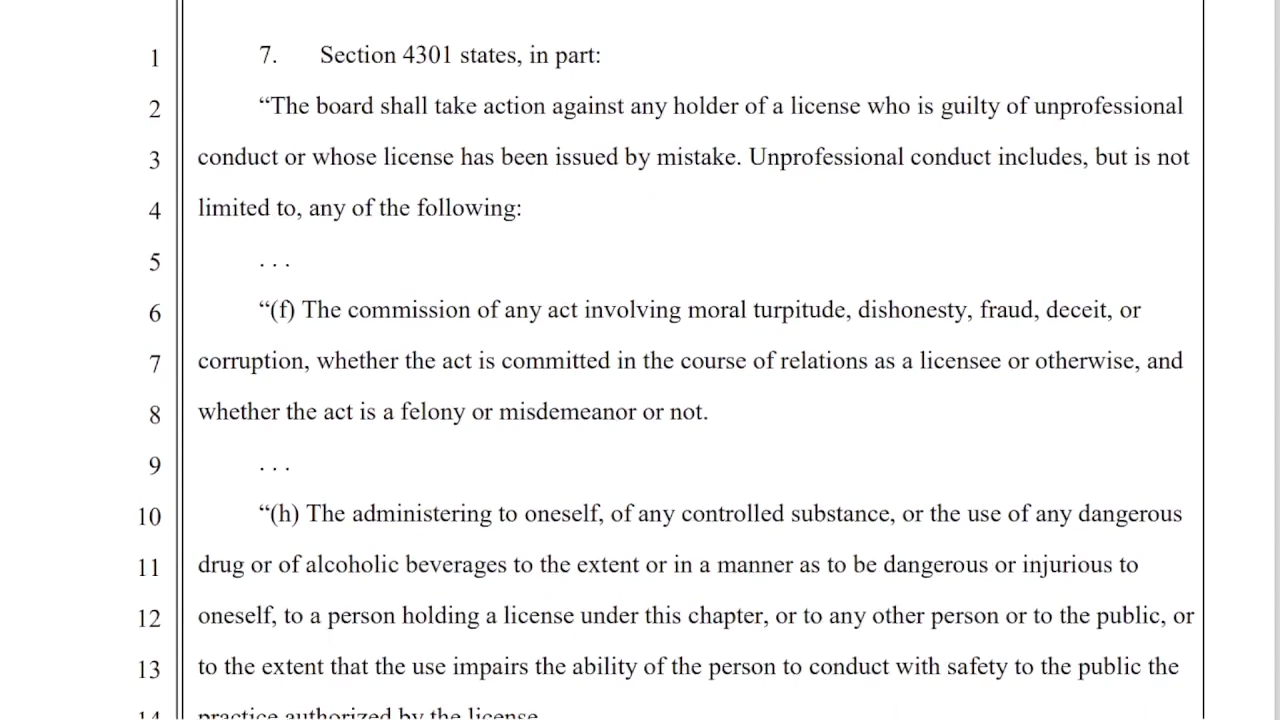 1 7. Section 4301 states, in part:
2 “The board shall take action against any holder of a license who is guilty of unprofessional
3 conduct or whose license has been issued by mistake. Unprofessional conduct includes, but is not
4 limited to, any of the following:
5 . . .
6 “(f) The commission of any act involving moral turpitude, dishonesty, fraud, deceit, or
7 corruption, whether the act is committed in the course of relations as a licensee or otherwise, and
8 whether the act is a felony or misdemeanor or not.
9 . . .
10 “(h) The administering to oneself, of any controlled substance, or the use of any dangerous
11 drug or of alcoholic beverages to the extent or in a manner as to be dangerous or injurious to
12 oneself, to a person holding a license under this chapter, or to any other person or to the public, or
13 to the extent that the use impairs the ability of the person to conduct with safety to the public the
14 practice authorized by the license